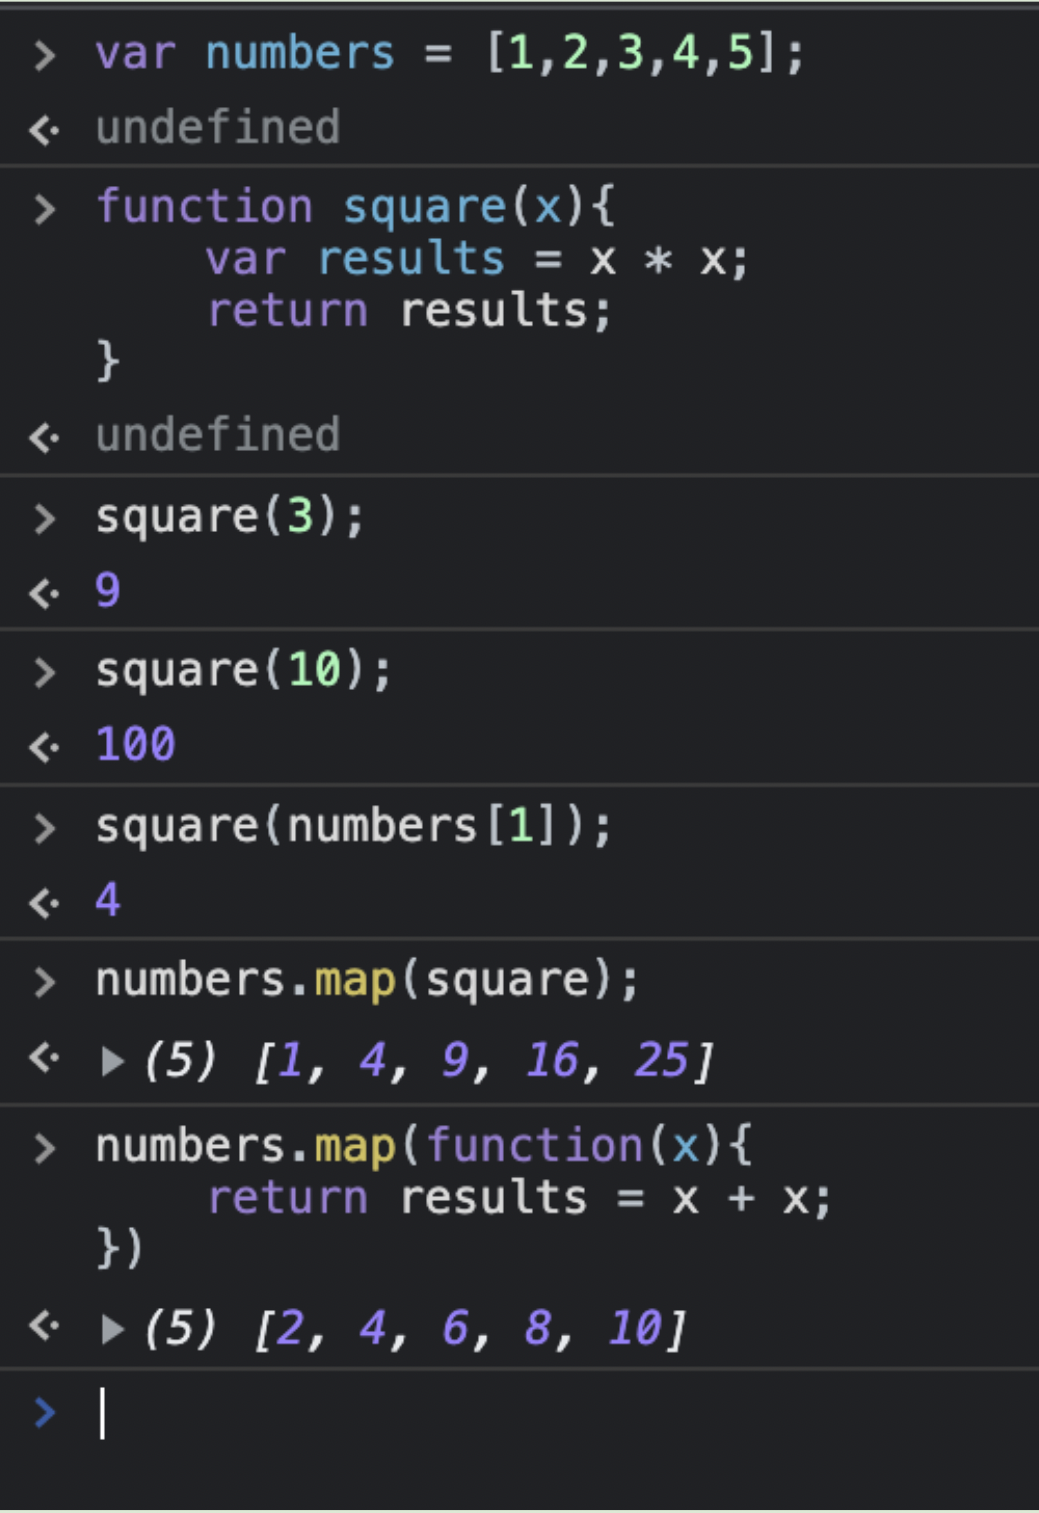 > var numbers = [1,2,3,4,5];
undefined
> function square(x){
    var results = x * x;
    return results;
}
undefined
> square(3);
9
> square(10);
100
> square(numbers[1]);
4
> numbers.map(square);
(5) [1, 4, 9, 16, 25]
> numbers.map(function(x){
    return results = x + x;
})
(5) [2, 4, 6, 8, 10]
>